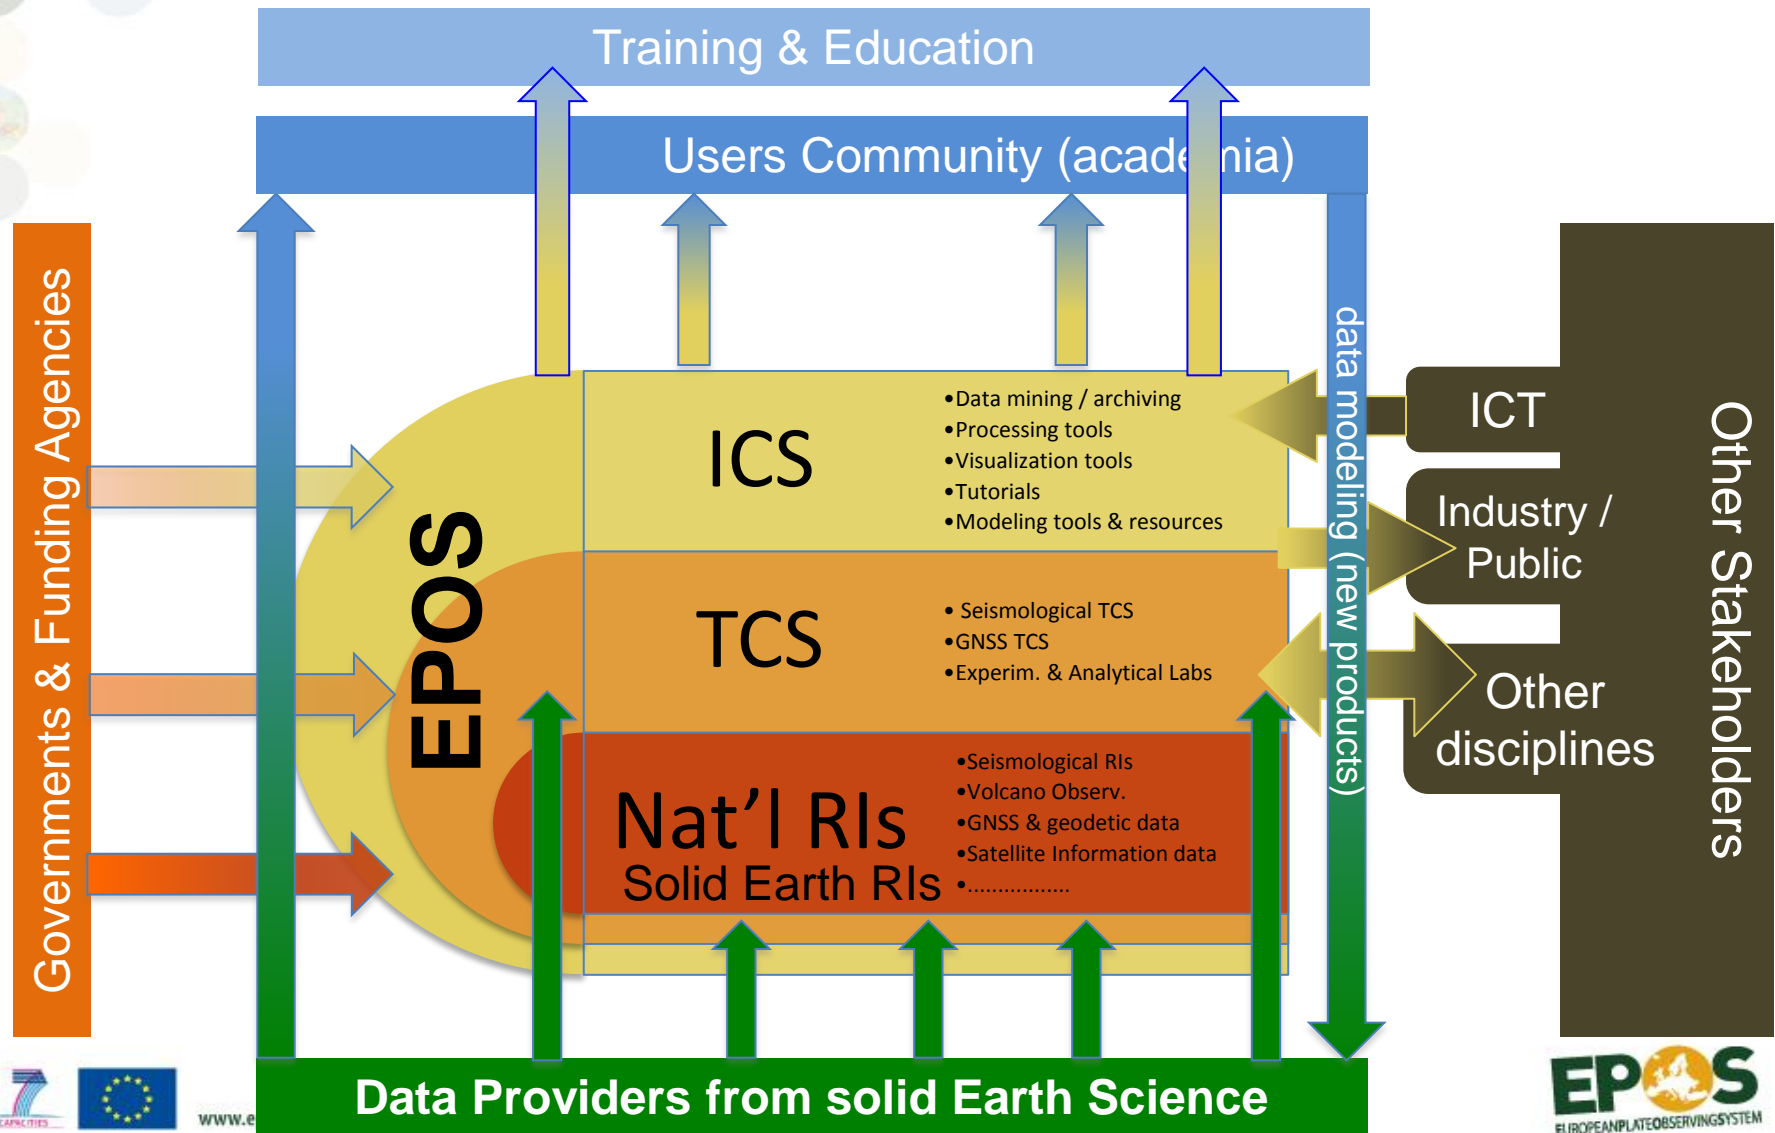 Training & Education
Users Community (academia)
Governments & Funding Agencies
EPOS
ICS
•Data mining / archiving
•Processing tools
•Visualization tools
•Tutorials
•Modeling tools & resources
TCS
• Seismological TCS
•GNSS TCS
•Experim. & Analytical Labs
Nat’l RIs
Solid Earth RIs
•Seismological RIs
•Volcano Observ.
•GNSS & geodetic data
•Satellite Information data
•.................
data modeling (new products)
ICT
Industry /
Public
Other
disciplines
Other Stakeholders
Data Providers from solid Earth Science
7
CAPACITIES
www.e
EPOS
EUROPEANPLATEOBSERVINGSYSTEM